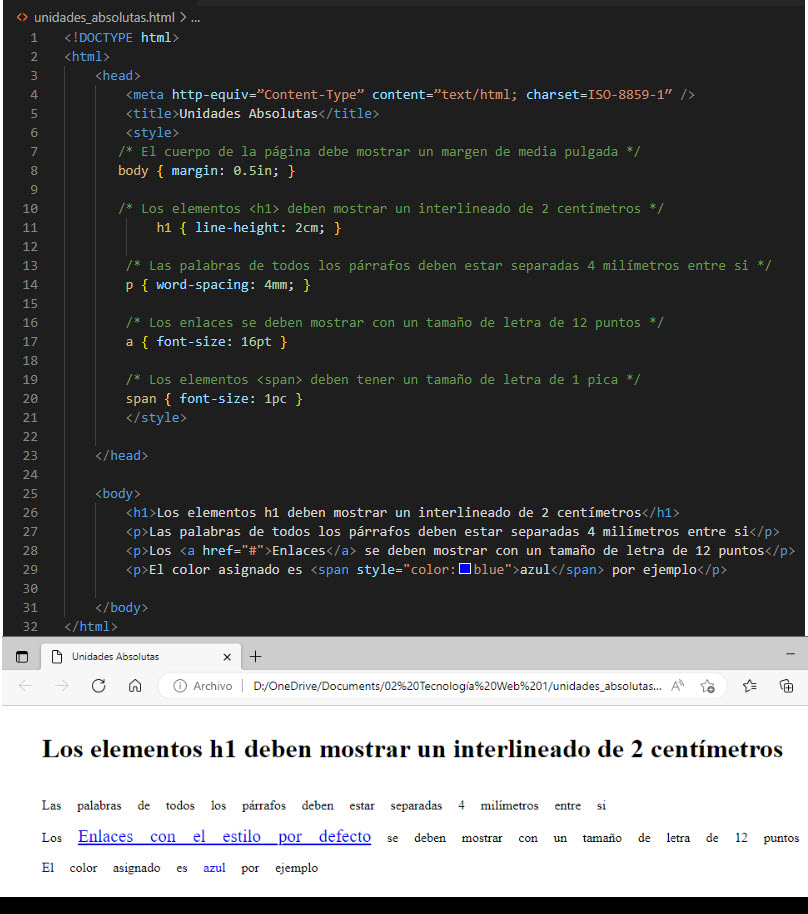 unidades_absolutas.html > ...
1 <!DOCTYPE html>
2 <html>
3 <head>
4 <meta http-equiv=”Content-Type” content=”text/html; charset=ISO-8859-1” />
5 <title>Unidades Absolutas</title>
6 <style>
7 /* El cuerpo de la página debe mostrar un margen de media pulgada */
8 body { margin: 0.5in; }
9
10 /* Los elementos <h1> deben mostrar un interlineado de 2 centímetros */
11 h1 { line-height: 2cm; }
12
13 /* Las palabras de todos los párrafos deben estar separadas 4 milímetros entre si */
14 p { word-spacing: 4mm; }
15
16 /* Los enlaces se deben mostrar con un tamaño de letra de 12 puntos */
17 a { font-size: 16pt }
18
19 /* Los elementos <span> deben tener un tamaño de letra de 1 pica */
20 span { font-size: 1pc }
21 </style>
22
23 </head>
24
25 <body>
26 <h1>Los elementos h1 deben mostrar un interlineado de 2 centímetros</h1>
27 <p>Las palabras de todos los párrafos deben estar separadas 4 milímetros entre si</p>
28 <p>Los <a href="#">Enlaces</a> se deben mostrar con un tamaño de letra de 12 puntos</p>
29 <p>El color asignado es <span style="color:blue">azul</span> por ejemplo</p>
30
31 </body>
32 </html>
Unidades Absolutas
Archivo D:/OneDrive/Documents/02%20Tecnología%20Web%201/unidades_absolutas...
Los elementos h1 deben mostrar un interlineado de 2 centímetros
Las palabras de todos los párrafos deben estar separadas 4 milímetros entre si
Los Enlaces con el estilo por defecto se deben mostrar con un tamaño de letra de 12 puntos
El color asignado es azul por ejemplo